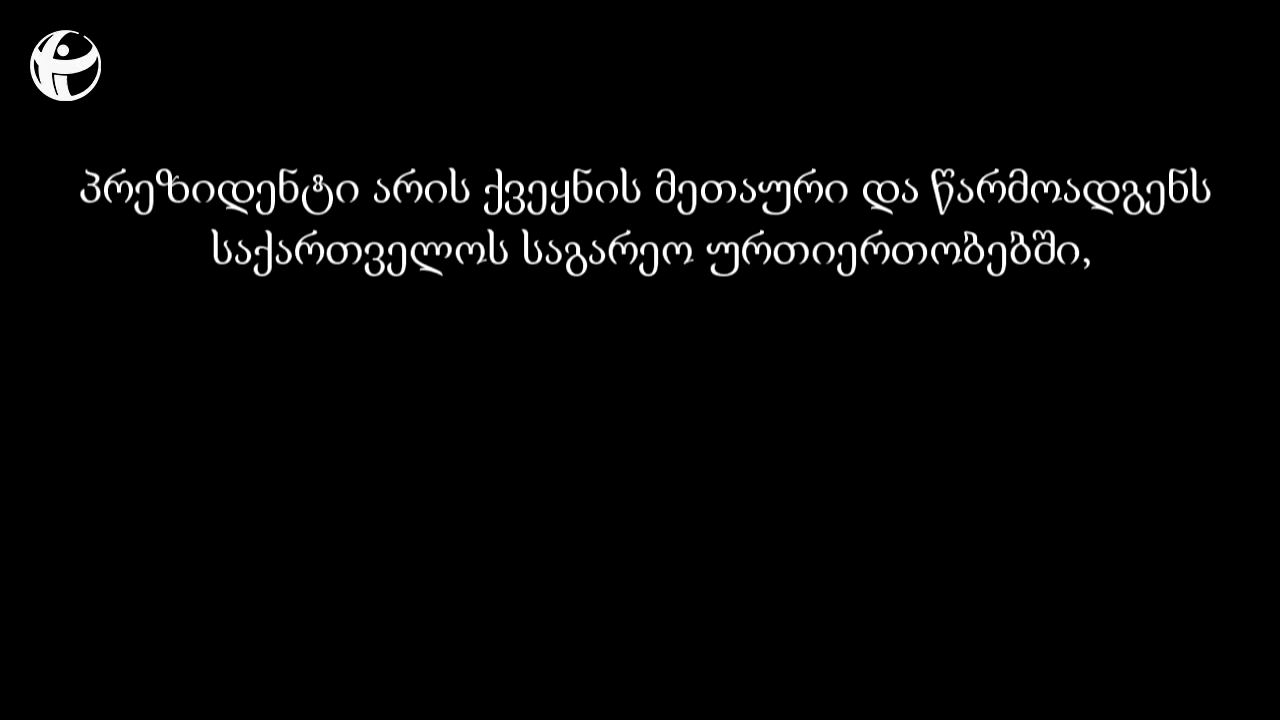 პრეზიდენტი არის ქვეყნის მეთაური და წარმოადგენს
საქართველოს საგარეო ურთიერთობებში,